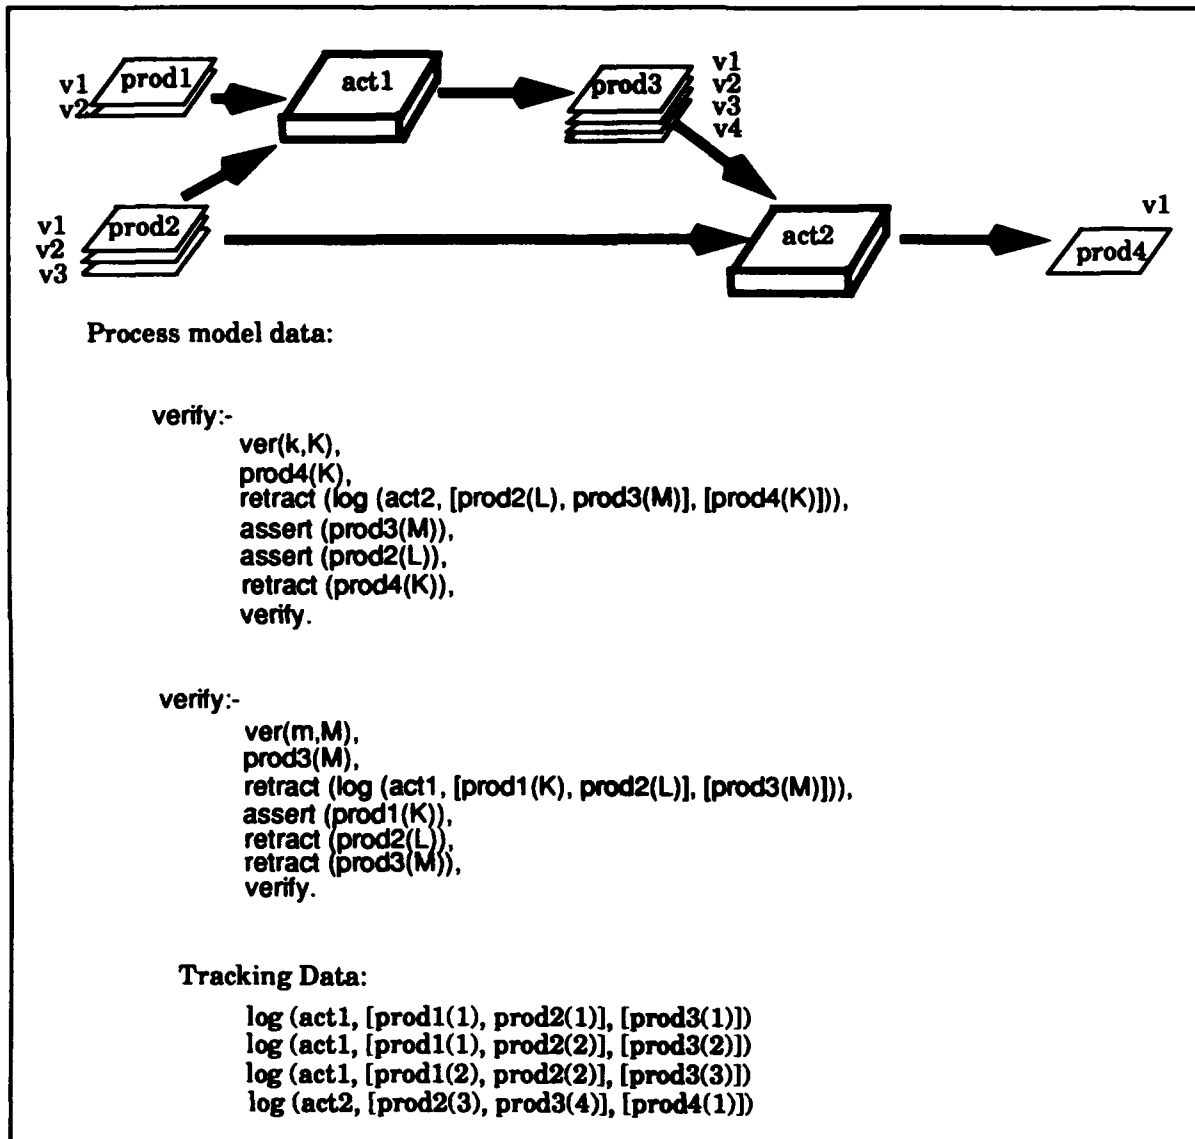 v1
v2
prod1
act1
prod3
v1
v2
v3
v4
v1
v2
v3
prod2
act2
v1
prod4
Process model data:
verify:-
ver(k,K),
prod4(K),
retract (log (act2, [prod2(L), prod3(M)], [prod4(K)])),
assert (prod3(M)),
assert (prod2(L)),
retract (prod4(K)),
verify.
verify:-
ver(m,M),
prod3(M),
retract (log (act1, [prod1(K), prod2(L)], [prod3(M)])),
assert (prod1(K)),
retract (prod2(L)),
retract (prod3(M)),
verify.
Tracking Data:
log (act1, [prod1(1), prod2(1)], [prod3(1)])
log (act1, [prod1(1), prod2(2)], [prod3(2)])
log (act1, [prod1(2), prod2(2)], [prod3(3)])
log (act2, [prod2(3), prod3(4)], [prod4(1)])